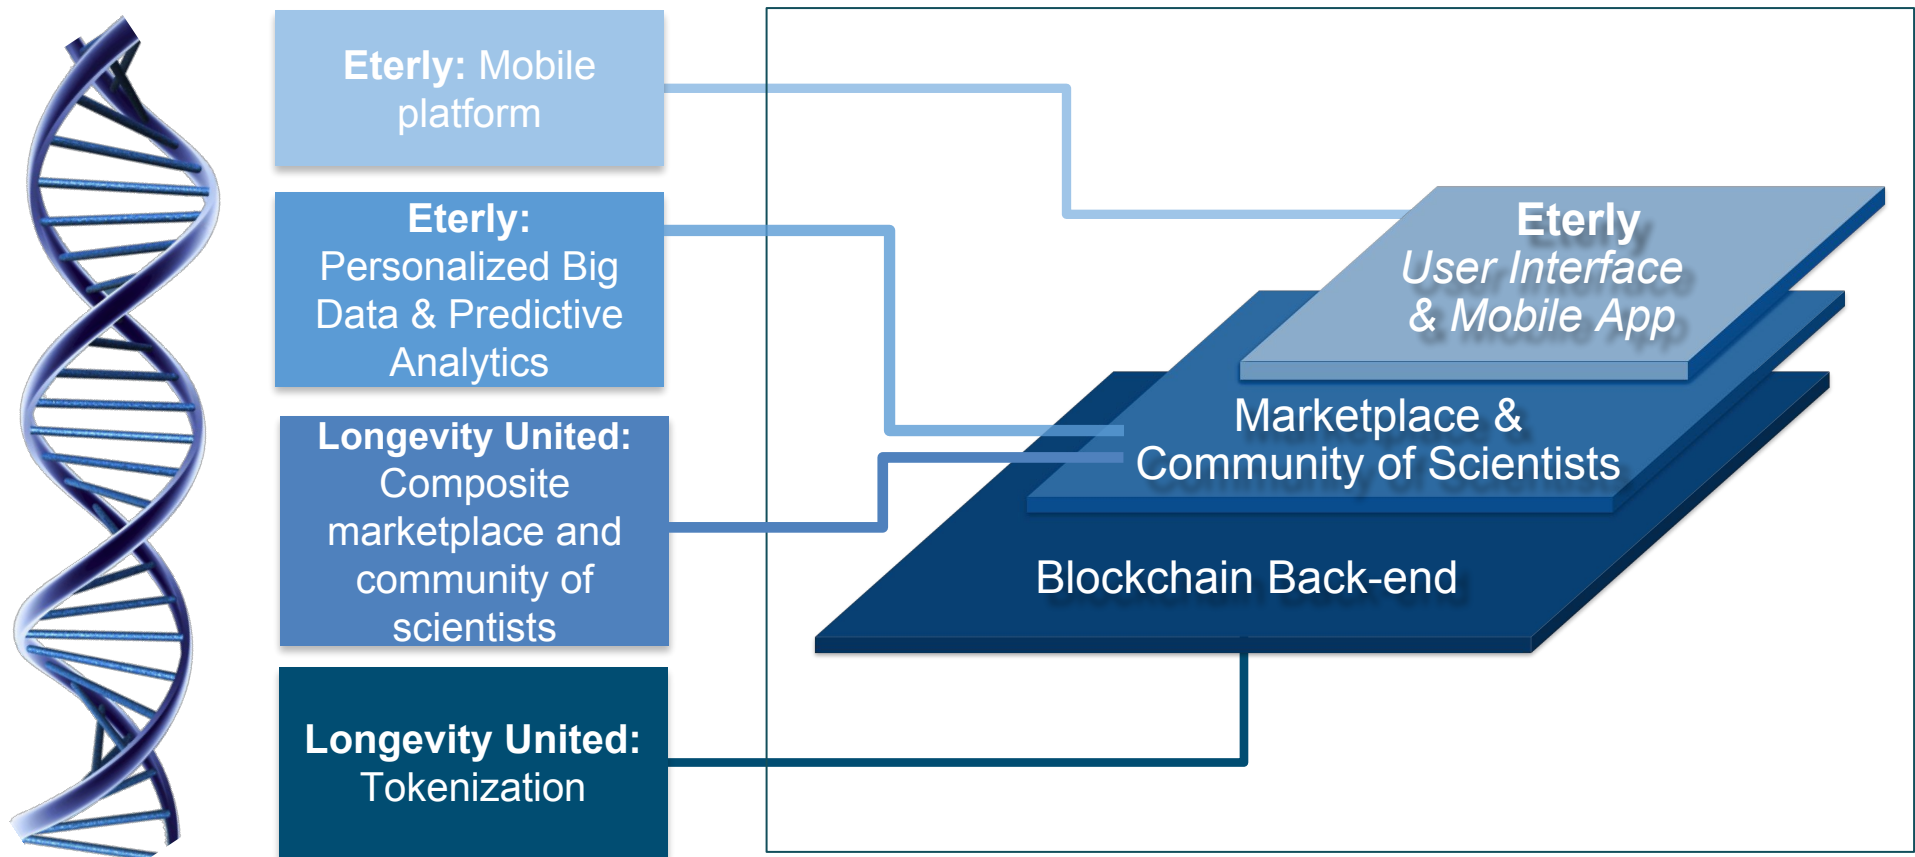 Eterly: Mobile
platform
Eterly:
Personalized Big
Data & Predictive
Analytics
Longevity United:
Composite
marketplace and
community of
scientists
Longevity United:
Tokenization
Eterly
User Interface
& Mobile App
Marketplace &
Community of Scientists
Blockchain Back-end